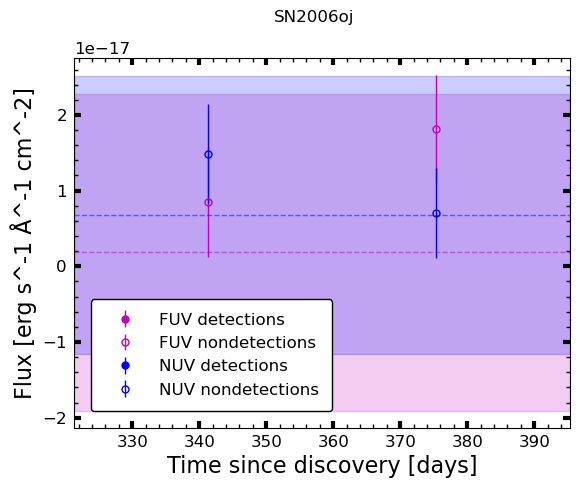 SN2006oj
1e−17
Flux [erg s^-1 Å^-1 cm^-2]
2
1
0
−1
−2
FUV detections
FUV nondetections
NUV detections
NUV nondetections
330 340 350 360 370 380 390
Time since discovery [days]